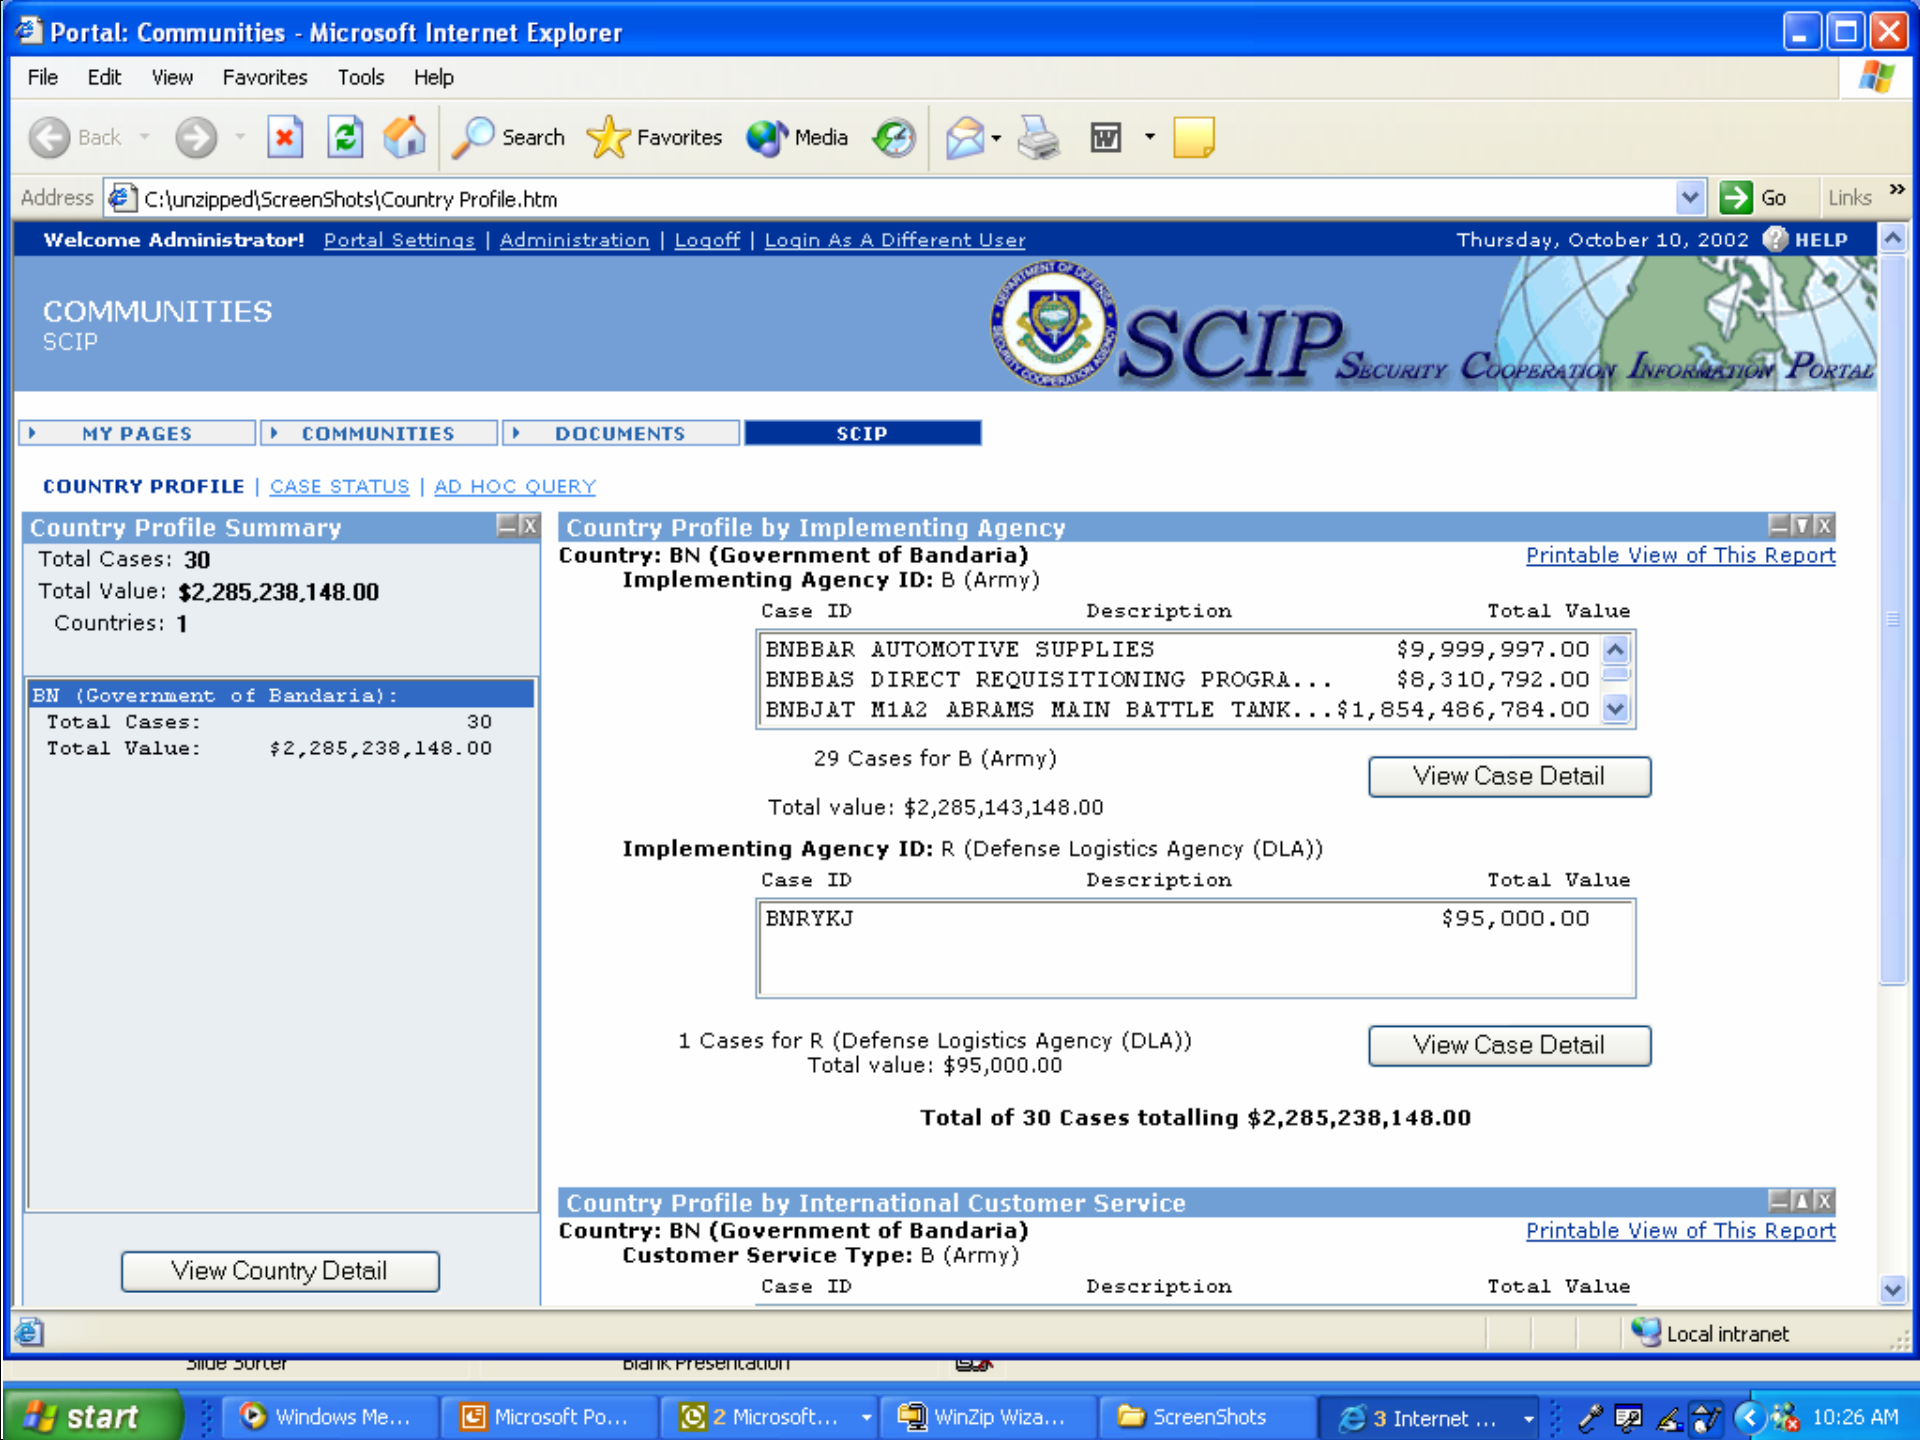 Portal: Communities - Microsoft Internet Explorer
File Edit View Favorites Tools Help
Back Search Favorites Media
Address C:\unzipped\ScreenShots\Country Profile.htm Go Links »
Welcome Administrator! Portal Settings | Administration | Logoff | Login As A Different User Thursday, October 10, 2002 HELP
COMMUNITIES
SCIP
DEPARTMENT OF DEFENSE
SECURITY COOPERATION AGENCY
SCIP SECURITY COOPERATION INFORMATION PORTAL
MY PAGES COMMUNITIES DOCUMENTS SCIP
COUNTRY PROFILE | CASE STATUS | AD HOC QUERY
Country Profile Summary
Total Cases: 30
Total Value: $2,285,238,148.00
Countries: 1
BN (Government of Bandaria):
Total Cases: 30
Total Value: $2,285,238,148.00
View Country Detail
Country Profile by Implementing Agency
Country: BN (Government of Bandaria) Printable View of This Report
Implementing Agency ID: B (Army)
Case ID Description Total Value
BNBBAR AUTOMOTIVE SUPPLIES $9,999,997.00
BNBBAS DIRECT REQUISITIONING PROGRA... $8,310,792.00
BNBJAT M1A2 ABRAMS MAIN BATTLE TANK...$1,854,486,784.00
29 Cases for B (Army)
View Case Detail
Total value: $2,285,143,148.00
Implementing Agency ID: R (Defense Logistics Agency (DLA))
Case ID Description Total Value
BNRYKJ $95,000.00
1 Cases for R (Defense Logistics Agency (DLA))
View Case Detail
Total value: $95,000.00
Total of 30 Cases totalling $2,285,238,148.00
Country Profile by International Customer Service
Country: BN (Government of Bandaria) Printable View of This Report
Customer Service Type: B (Army)
Case ID Description Total Value
Local intranet
Slide Sorter Blank Presentation
start Windows Me... Microsoft Po... 2 Microsoft... WinZip Wiza... ScreenShots 3 Internet ... 10:26 AM